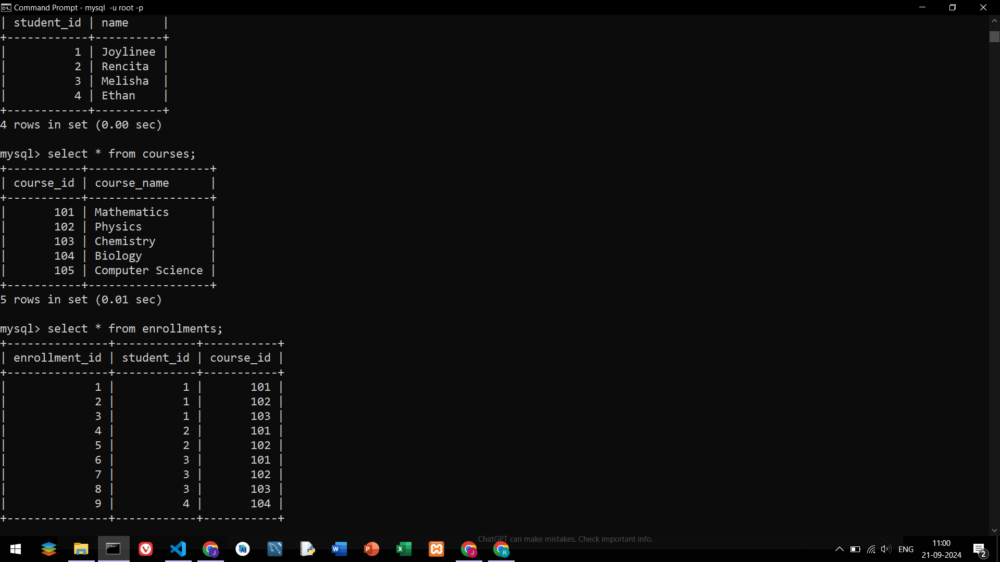 Command Prompt - mysql  -u root -p
| student_id | name     |
+------------+----------+
|          1 | Joylinee |
|          2 | Rencita  |
|          3 | Melisha  |
|          4 | Ethan    |
+------------+----------+
4 rows in set (0.00 sec)
mysql> select * from courses;
+-----------+------------------+
| course_id | course_name      |
+-----------+------------------+
|       101 | Mathematics      |
|       102 | Physics          |
|       103 | Chemistry        |
|       104 | Biology          |
|       105 | Computer Science |
+-----------+------------------+
5 rows in set (0.01 sec)
mysql> select * from enrollments;
+---------------+------------+-----------+
| enrollment_id | student_id | course_id |
+---------------+------------+-----------+
|             1 |          1 |       101 |
|             2 |          1 |       102 |
|             3 |          1 |       103 |
|             4 |          2 |       101 |
|             5 |          2 |       102 |
|             6 |          3 |       101 |
|             7 |          3 |       102 |
|             8 |          3 |       103 |
|             9 |          4 |       104 |
+---------------+------------+-----------+
ChatGPT can make mistakes. Check important info.
ENG
11:00
21-09-2024
2